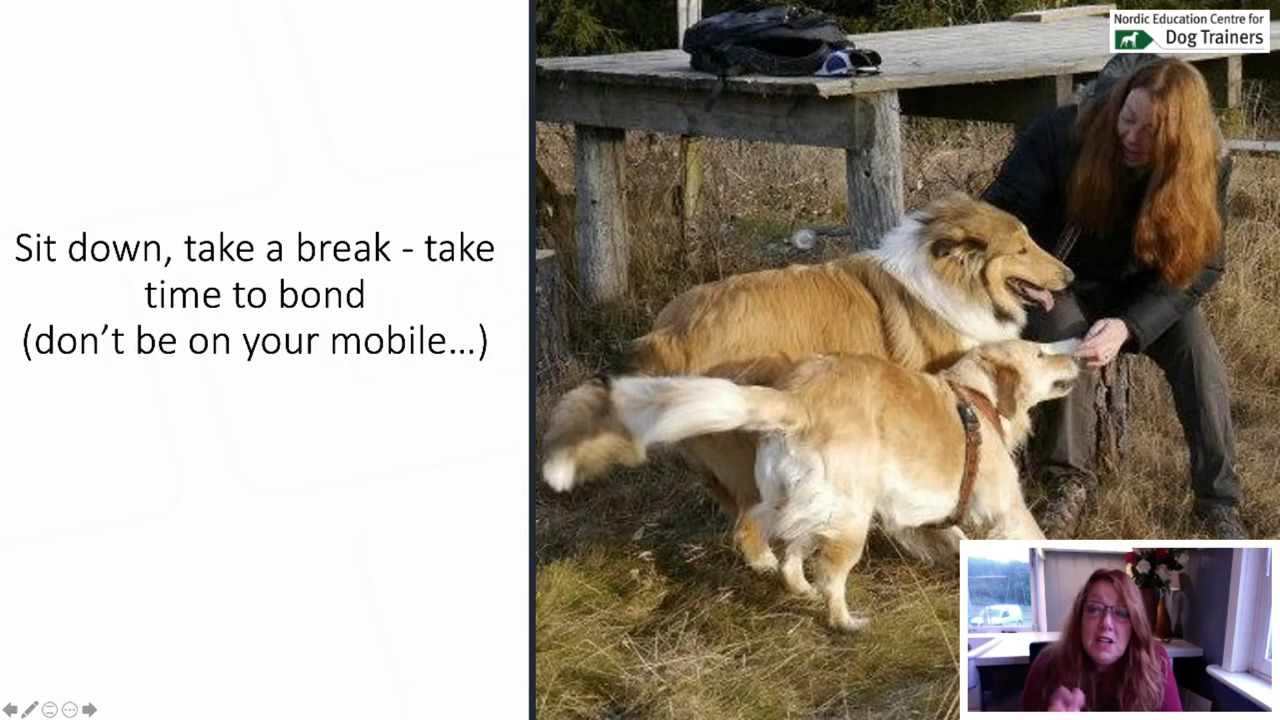 Sit down, take a break - take
time to bond
(don't be on your mobile...)
Nordic Education Centre for
Dog Trainers